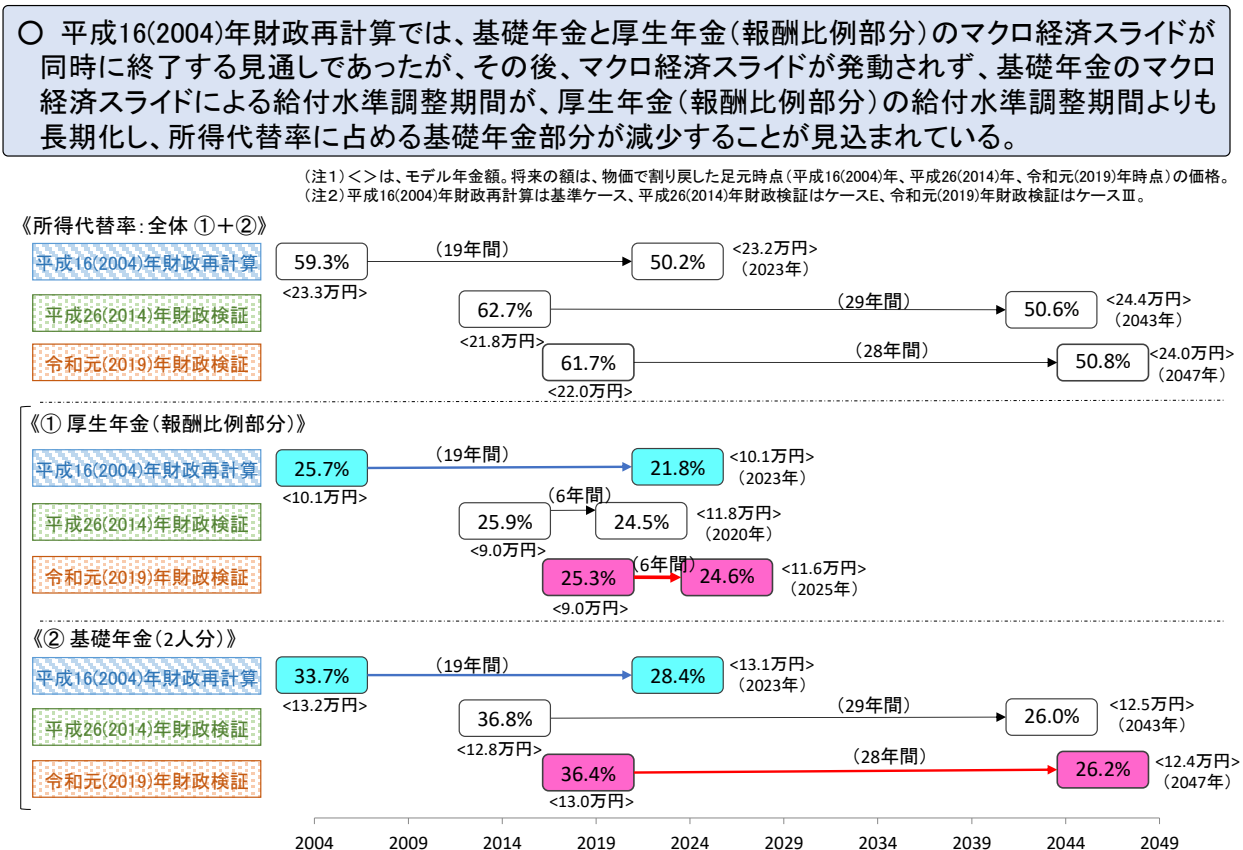 ○ 平成16(2004)年財政再計算では、基礎年金と厚生年金(報酬比例部分)のマクロ経済スライドが
同時に終了する見通しであったが、その後、マクロ経済スライドが発動されず、基礎年金のマクロ
経済スライドによる給付水準調整期間が、厚生年金(報酬比例部分)の給付水準調整期間よりも
長期化し、所得代替率に占める基礎年金部分が減少することが見込まれている。
(注1)<>は、モデル年金額。将来の額は、物価で割り戻した足元時点(平成16(2004)年、平成26(2014)年、令和元(2019)年時点)の価格。
(注2)平成16(2004)年財政再計算は基準ケース、平成26(2014)年財政検証はケースE、令和元(2019)年財政検証はケースⅢ。
《所得代替率:全体 ①+②》
平成16(2004)年財政再計算 59.3% (19年間) 50.2% <23.2万円>
<23.3万円> (2023年)
平成26(2014)年財政検証 62.7% (29年間) 50.6% <24.4万円>
<21.8万円> (2043年)
令和元(2019)年財政検証 61.7% (28年間) 50.8% <24.0万円>
<22.0万円> (2047年)
《① 厚生年金(報酬比例部分)》
平成16(2004)年財政再計算 25.7% (19年間) 21.8% <10.1万円>
<10.1万円> (2023年)
平成26(2014)年財政検証 25.9% (6年間) 24.5% <11.8万円>
<9.0万円> (2020年)
令和元(2019)年財政検証 25.3% (6年間) 24.6% <11.6万円>
<9.0万円> (2025年)
《② 基礎年金(2人分)》
平成16(2004)年財政再計算 33.7% (19年間) 28.4% <13.1万円>
<13.2万円> (2023年)
平成26(2014)年財政検証 36.8% (29年間) 26.0% <12.5万円>
<12.8万円> (2043年)
令和元(2019)年財政検証 36.4% (28年間) 26.2% <12.4万円>
<13.0万円> (2047年)
2004 2009 2014 2019 2024 2029 2034 2039 2044 2049